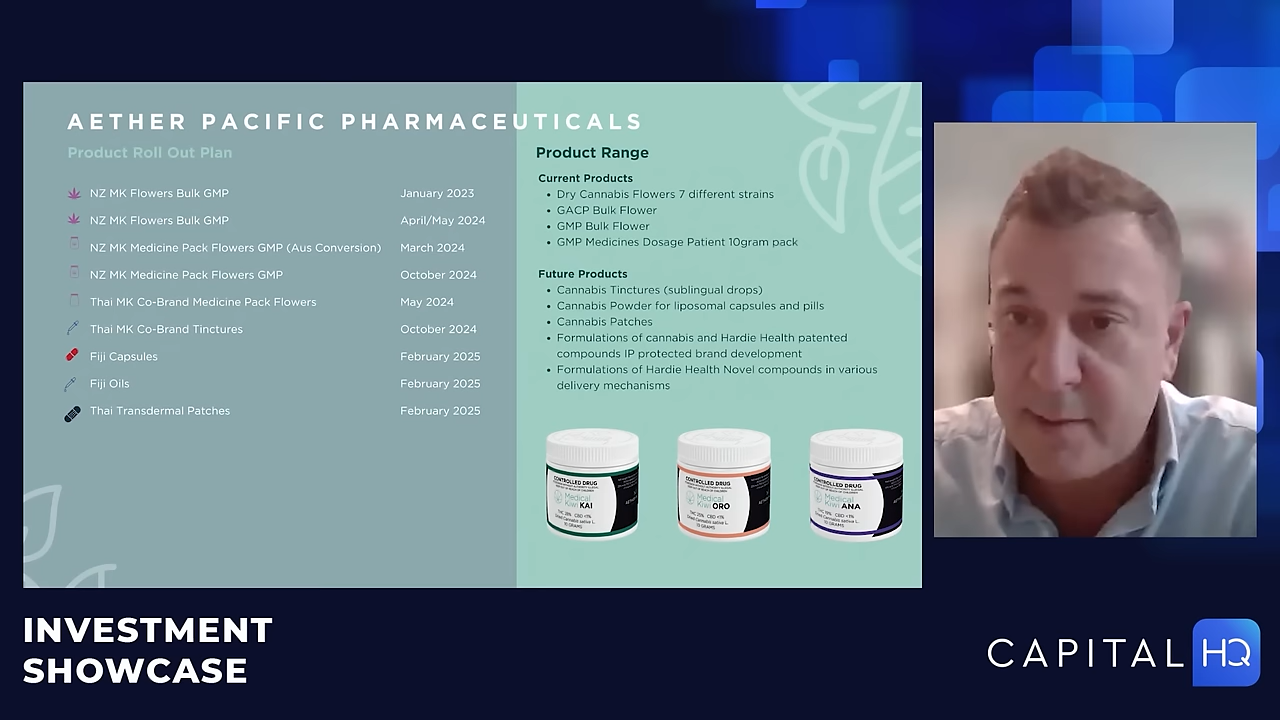 AETHER PACIFIC PHARMACEUTICALS
Product Roll Out Plan
NZ MK Flowers Bulk GMP January 2023
NZ MK Flowers Bulk GMP April/May 2024
NZ MK Medicine Pack Flowers GMP (Aus Conversion) March 2024
NZ MK Medicine Pack Flowers GMP October 2024
Thai MK Co-Brand Medicine Pack Flowers May 2024
Thai MK Co-Brand Tinctures October 2024
Fiji Capsules February 2025
Fiji Oils February 2025
Thai Transdermal Patches February 2025
Product Range
Current Products
• Dry Cannabis Flowers 7 different strains
• GACP Bulk Flower
• GMP Bulk Flower
• GMP Medicines Dosage Patient 10gram pack
Future Products
• Cannabis Tinctures (sublingual drops)
• Cannabis Powder for liposomal capsules and pills
• Cannabis Patches
• Formulations of cannabis and Hardie Health patented
compounds IP protected brand development
• Formulations of Hardie Health Novel compounds in various
delivery mechanisms
CONTROLLED DRUG
Medical
Kiwi KAI
10 GRAMS
CONTROLLED DRUG
Medical
Kiwi ORO
10 GRAMS
CONTROLLED DRUG
Medical
Kiwi ANA
10 GRAMS
INVESTMENT
SHOWCASE
CAPITAL HQ